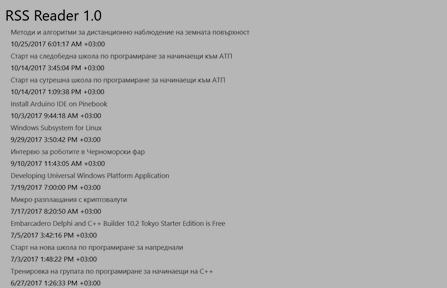 RSS Reader 1.0
Методи и алгоритми за дистанционно наблюдение на земната повърхност
10/25/2017 6:01:17 AM +03:00
Старт на следобедна школа по програмиране за начинаещи към АТП
10/14/2017 3:45:04 PM +03:00
Старт на сутрешна школа по програмиране за начинаещи към АТП
10/14/2017 1:09:38 PM +03:00
Install Arduino IDE on Pinebook
10/3/2017 9:44:18 AM +03:00
Windows Subsystem for Linux
9/29/2017 3:50:42 PM +03:00
Интервю за роботите в Черноморски фар
9/10/2017 11:43:05 AM +03:00
Developing Universal Windows Platform Application
7/19/2017 7:00:00 PM +03:00
Микро разплащания с криптовалути
7/17/2017 8:20:50 AM +03:00
Embarcadero Delphi and C++ Builder 10.2 Tokyo Starter Edition is Free
7/5/2017 3:42:16 PM +03:00
Старт на нова школа по програмиране за напреднали
7/3/2017 1:48:22 PM +03:00
Тренировка на групата по програмиране за начинаещи на C++
6/27/2017 1:26:33 PM +03:00